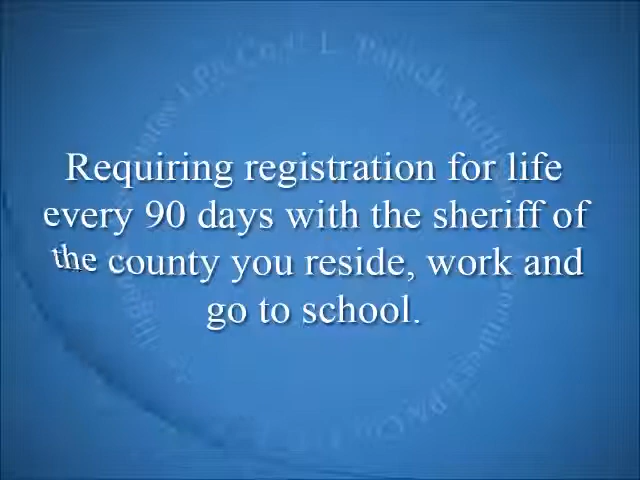 Requiring registration for life
every 90 days with the sheriff of
the county you reside, work and
go to school.